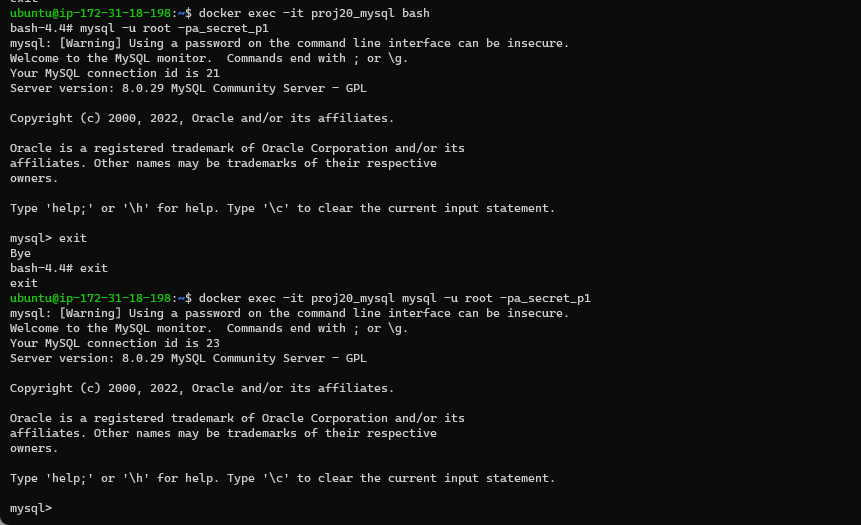 exit
ubuntu@ip-172-31-18-198:~$ docker exec -it proj20_mysql bash
bash-4.4# mysql -u root -pa_secret_p1
mysql: [Warning] Using a password on the command line interface can be insecure.
Welcome to the MySQL monitor.  Commands end with ; or \g.
Your MySQL connection id is 21
Server version: 8.0.29 MySQL Community Server - GPL

Copyright (c) 2000, 2022, Oracle and/or its affiliates.

Oracle is a registered trademark of Oracle Corporation and/or its
affiliates. Other names may be trademarks of their respective
owners.

Type 'help;' or '\h' for help. Type '\c' to clear the current input statement.

mysql> exit
Bye
bash-4.4# exit
exit
ubuntu@ip-172-31-18-198:~$ docker exec -it proj20_mysql mysql -u root -pa_secret_p1
mysql: [Warning] Using a password on the command line interface can be insecure.
Welcome to the MySQL monitor.  Commands end with ; or \g.
Your MySQL connection id is 23
Server version: 8.0.29 MySQL Community Server - GPL

Copyright (c) 2000, 2022, Oracle and/or its affiliates.

Oracle is a registered trademark of Oracle Corporation and/or its
affiliates. Other names may be trademarks of their respective
owners.

Type 'help;' or '\h' for help. Type '\c' to clear the current input statement.

mysql>